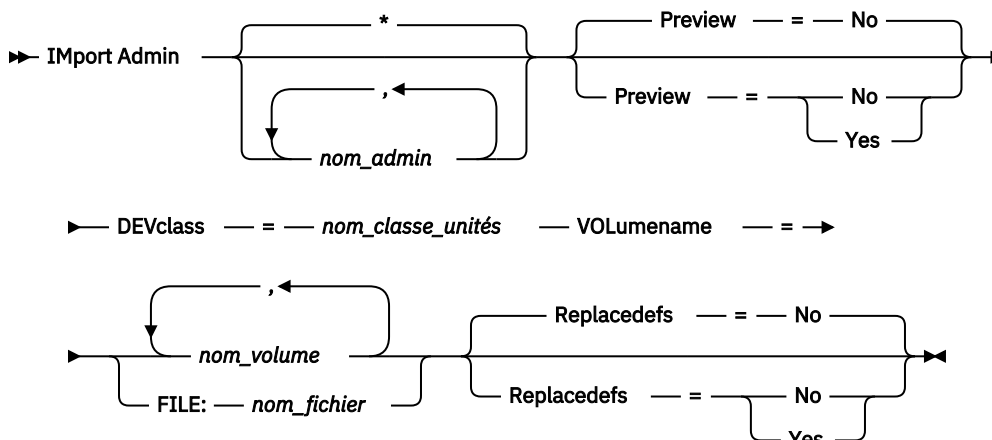 *
Preview = No
IMport Admin
,
Preview = No
nom_admin
Yes
DEVclass = nom_classe_unités VOLumename =
,
Replacedefs = No
nom_volume
FILE: nom_fichier
Replacedefs = No
Yes